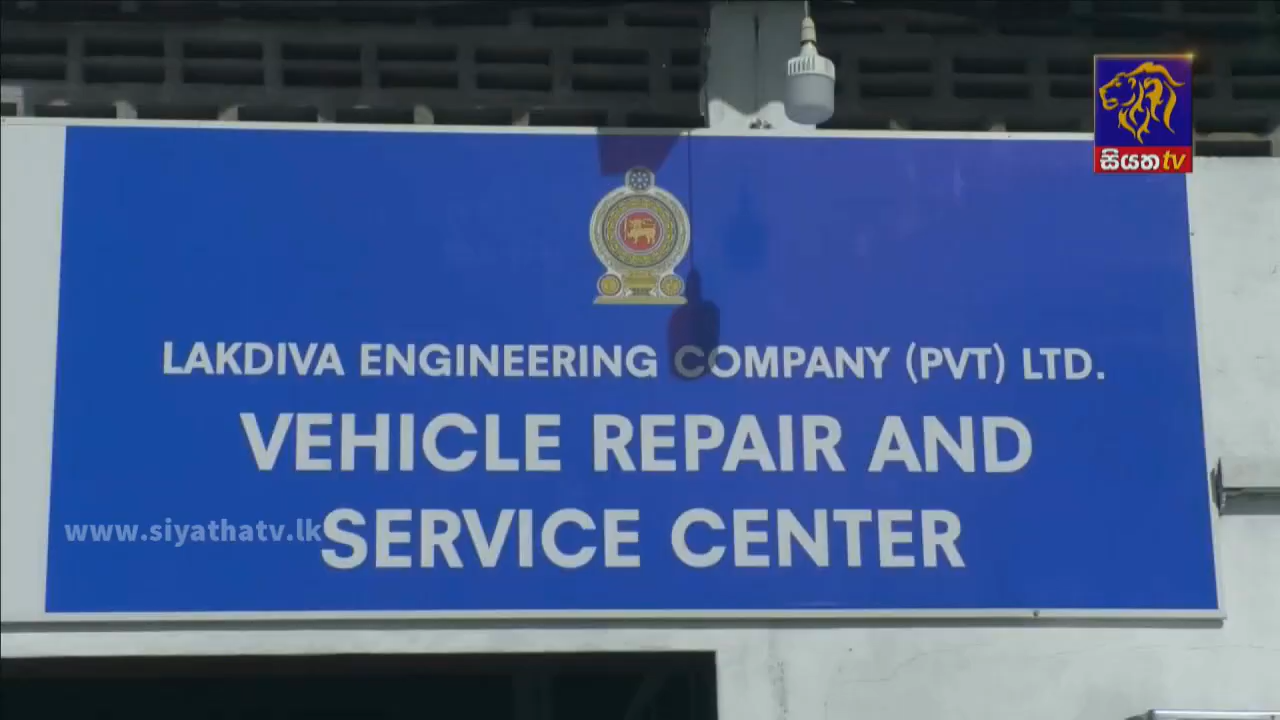 සියත tv
LAKDIVA ENGINEERING COMPANY (PVT) LTD.
VEHICLE REPAIR AND
SERVICE CENTER
www.siyathatv.lk